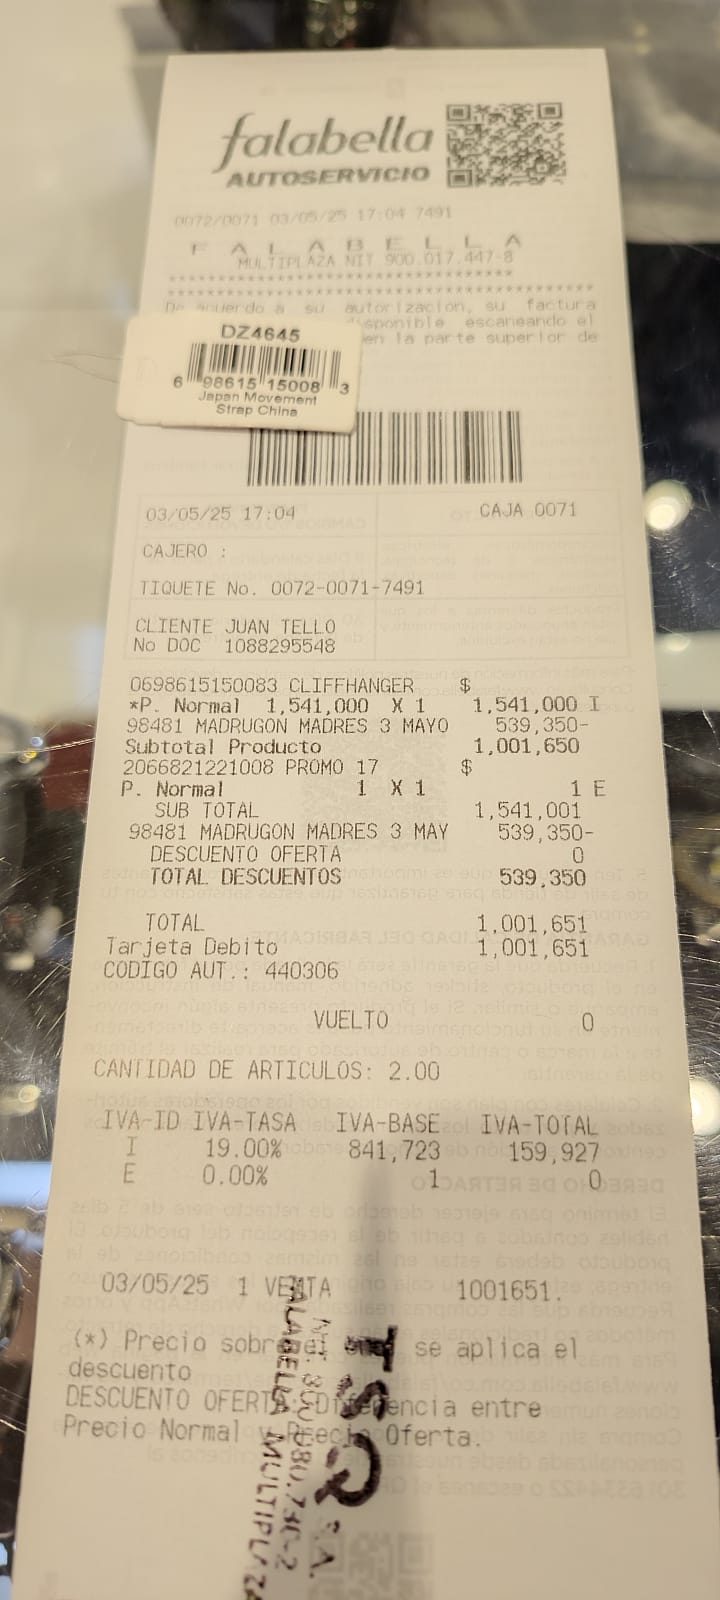 falabella
AUTOSERVICIO
0072/0071 03/05/25 17:04 7491
F A L A B E L L A
MULTIPLAZA NIT 900.017.447-8
****************************************
****************************************
De acuerdo a su autorizacion, su factura
disponible escaneando el
en la parte superior de
DZ4645
6 98615 15008 3
Japan Movement
Strap China
03/05/25 17:04 CAJA 0071
CAJERO :
TIQUETE No. 0072-0071-7491
CLIENTE JUAN TELLO
No DOC 1088295548
0698615150083 CLIFFHANGER $
*P. Normal 1,541,000 X 1 1,541,000 I
98481 MADRUGON MADRES 3 MAYO 539,350-
Subtotal Producto 1,001,650
2066821221008 PROMO 17 $
P. Normal 1 X 1 1 E
SUB TOTAL 1,541,001
98481 MADRUGON MADRES 3 MAY 539,350-
DESCUENTO OFERTA 0
TOTAL DESCUENTOS 539,350
TOTAL 1,001,651
Tarjeta Debito 1,001,651
CODIGO AUT.: 440306
VUELTO 0
CANTIDAD DE ARTICULOS: 2.00
IVA-ID IVA-TASA IVA-BASE IVA-TOTAL
I 19.00% 841,723 159,927
E 0.00% 1 0
03/05/25 1 VENTA 1001651.
(*) Precio sobre el se aplica el
descuento
DESCUENTO OFERTA: Diferencia entre
Precio Normal y Precio Oferta.
S.A.
FALABELLA MULTIPLAZA